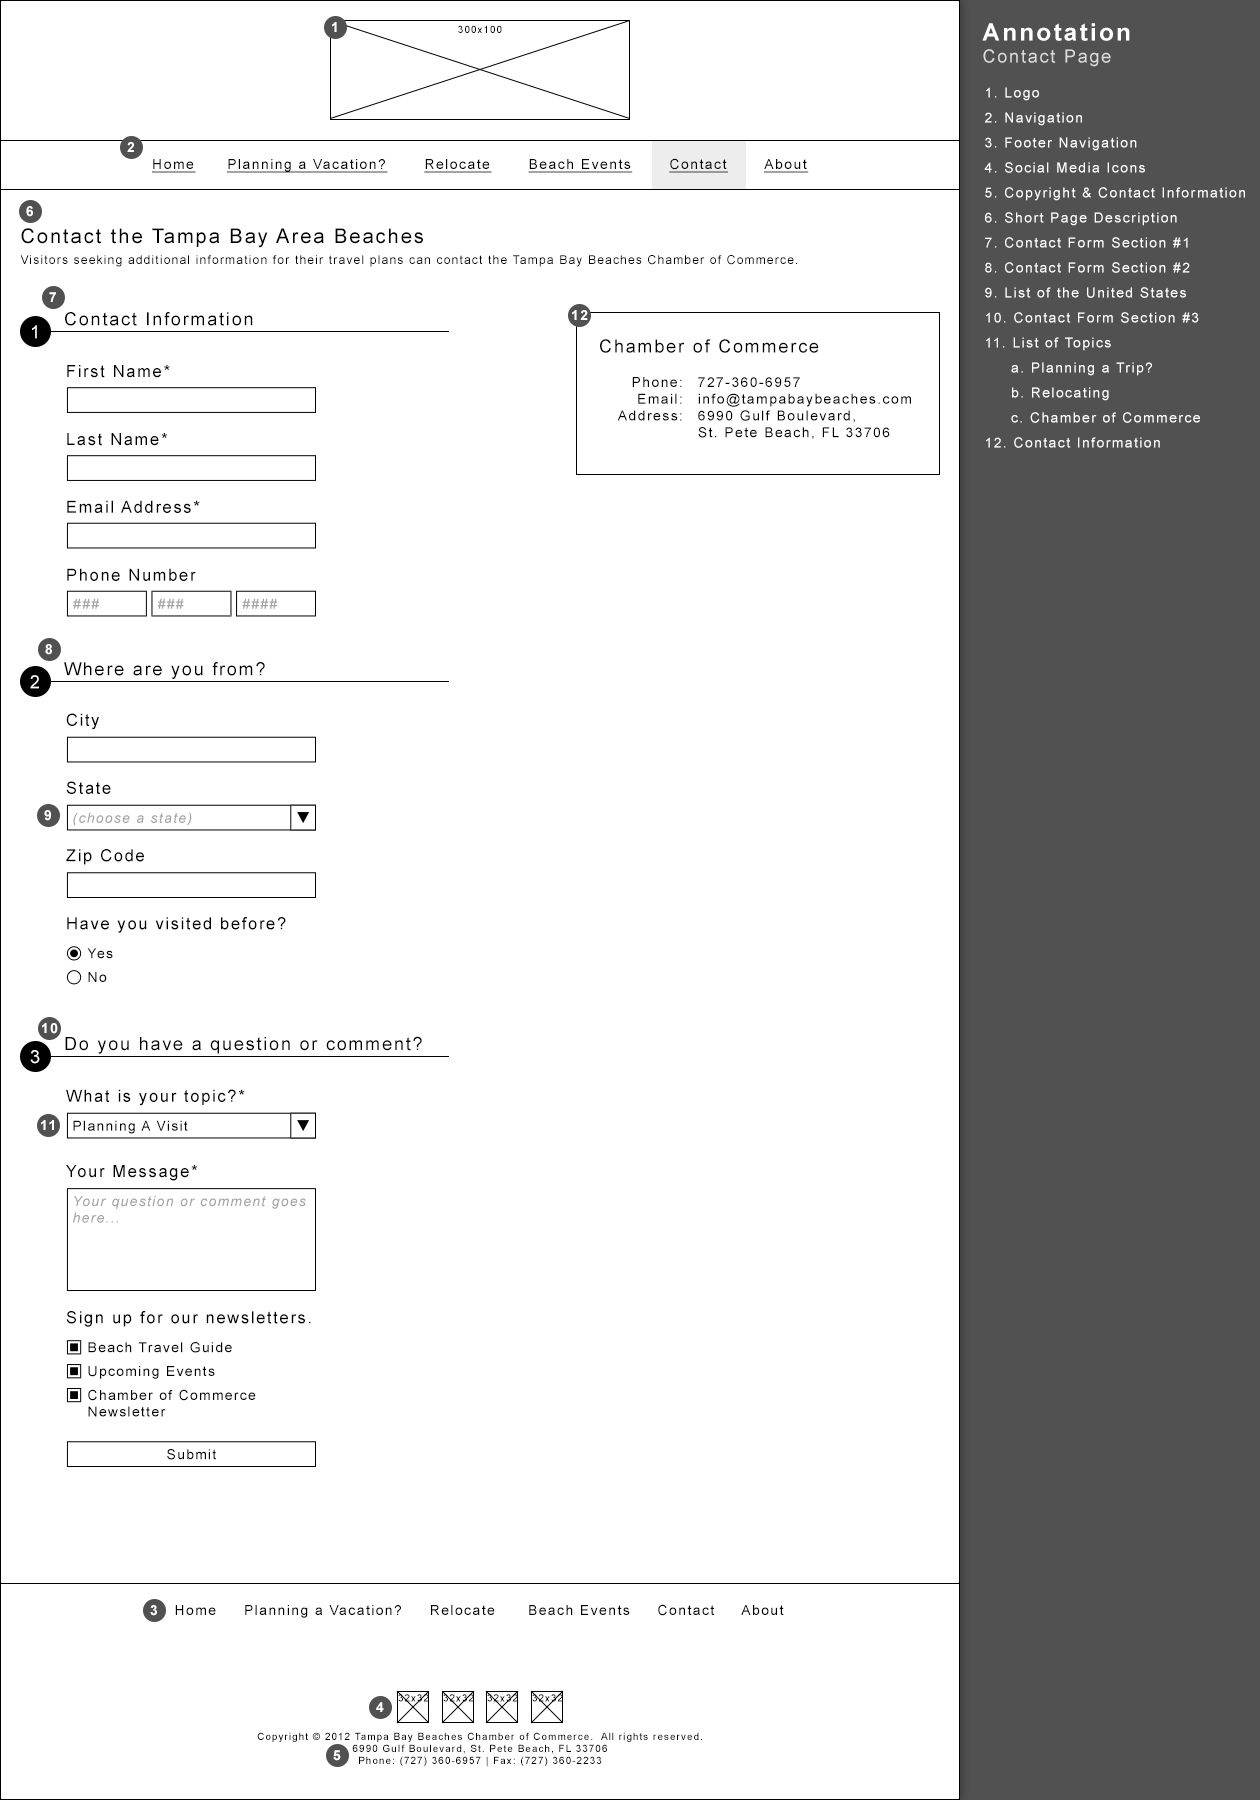 1
300x100
2
Home Planning a Vacation? Relocate Beach Events Contact About
6
Contact the Tampa Bay Area Beaches
Visitors seeking additional information for their travel plans can contact the Tampa Bay Beaches Chamber of Commerce.
7
1 Contact Information
First Name*
Last Name*
Email Address*
Phone Number
### ### ####
8
2 Where are you from?
City
State
9 (choose a state) ▼
Zip Code
Have you visited before?
Yes
No
10
3 Do you have a question or comment?
What is your topic?*
11 Planning A Visit ▼
Your Message*
Your question or comment goes
here...
Sign up for our newsletters.
Beach Travel Guide
Upcoming Events
Chamber of Commerce
Newsletter
Submit
12
Chamber of Commerce
Phone: 727-360-6957
Email: info@tampabaybeaches.com
Address: 6990 Gulf Boulevard,
St. Pete Beach, FL 33706
3 Home Planning a Vacation? Relocate Beach Events Contact About
4 32x32 32x32 32x32 32x32
Copyright © 2012 Tampa Bay Beaches Chamber of Commerce. All rights reserved.
5 6990 Gulf Boulevard, St. Pete Beach, FL 33706
Phone: (727) 360-6957 | Fax: (727) 360-2233
Annotation
Contact Page
1. Logo
2. Navigation
3. Footer Navigation
4. Social Media Icons
5. Copyright & Contact Information
6. Short Page Description
7. Contact Form Section #1
8. Contact Form Section #2
9. List of the United States
10. Contact Form Section #3
11. List of Topics
a. Planning a Trip?
b. Relocating
c. Chamber of Commerce
12. Contact Information